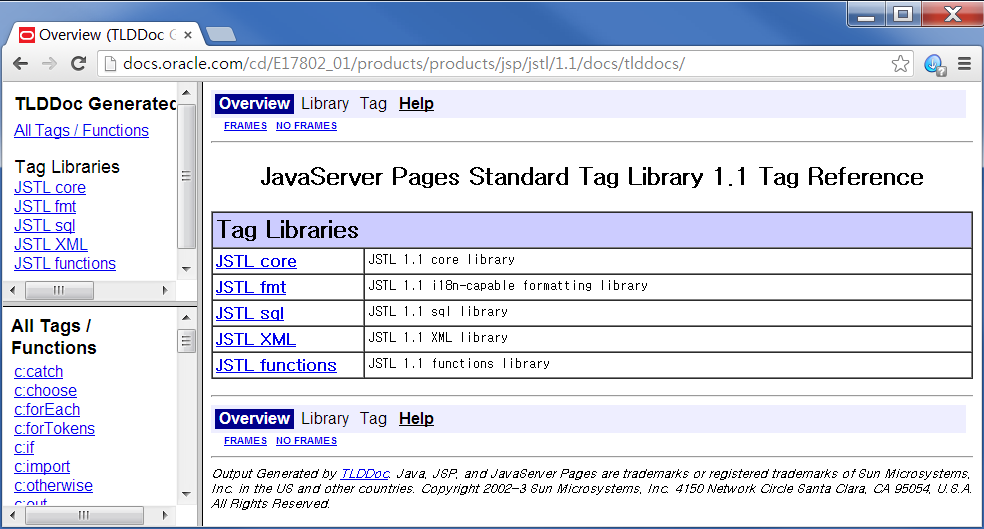 Overview (TLDDoc G
docs.oracle.com/cd/E17802_01/products/products/jsp/jstl/1.1/docs/tlddocs/
TLDDoc Generated
All Tags / Functions
Tag Libraries
JSTL core
JSTL fmt
JSTL sql
JSTL XML
JSTL functions
All Tags /
Functions
c:catch
c:choose
c:forEach
c:forTokens
c:if
c:import
c:otherwise
c:out
Overview Library Tag Help
FRAMES NO FRAMES
JavaServer Pages Standard Tag Library 1.1 Tag Reference
Tag Libraries
JSTL core JSTL 1.1 core library
JSTL fmt JSTL 1.1 i18n-capable formatting library
JSTL sql JSTL 1.1 sql library
JSTL XML JSTL 1.1 XML library
JSTL functions JSTL 1.1 functions library
Overview Library Tag Help
FRAMES NO FRAMES
Output Generated by TLDDoc. Java, JSP, and JavaServer Pages are trademarks or registered trademarks of Sun Microsystems,
Inc. in the US and other countries. Copyright 2002-3 Sun Microsystems, Inc. 4150 Network Circle Santa Clara, CA 95054, U.S.A.
All Rights Reserved.